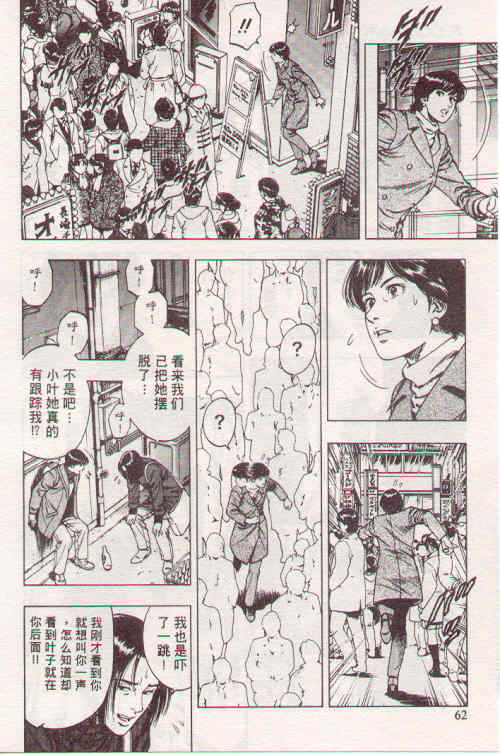 !!
ール
オ
?
?
看来我们
已把她摆
脱了…
呼!
呼!
呼!
呼!
不是吧…
小叶她真的
有跟踪我!?
我也是吓
了一跳!
我刚才看到你
就想叫你一声
,怎么知道却
看到叶子就在
你后面!!
62